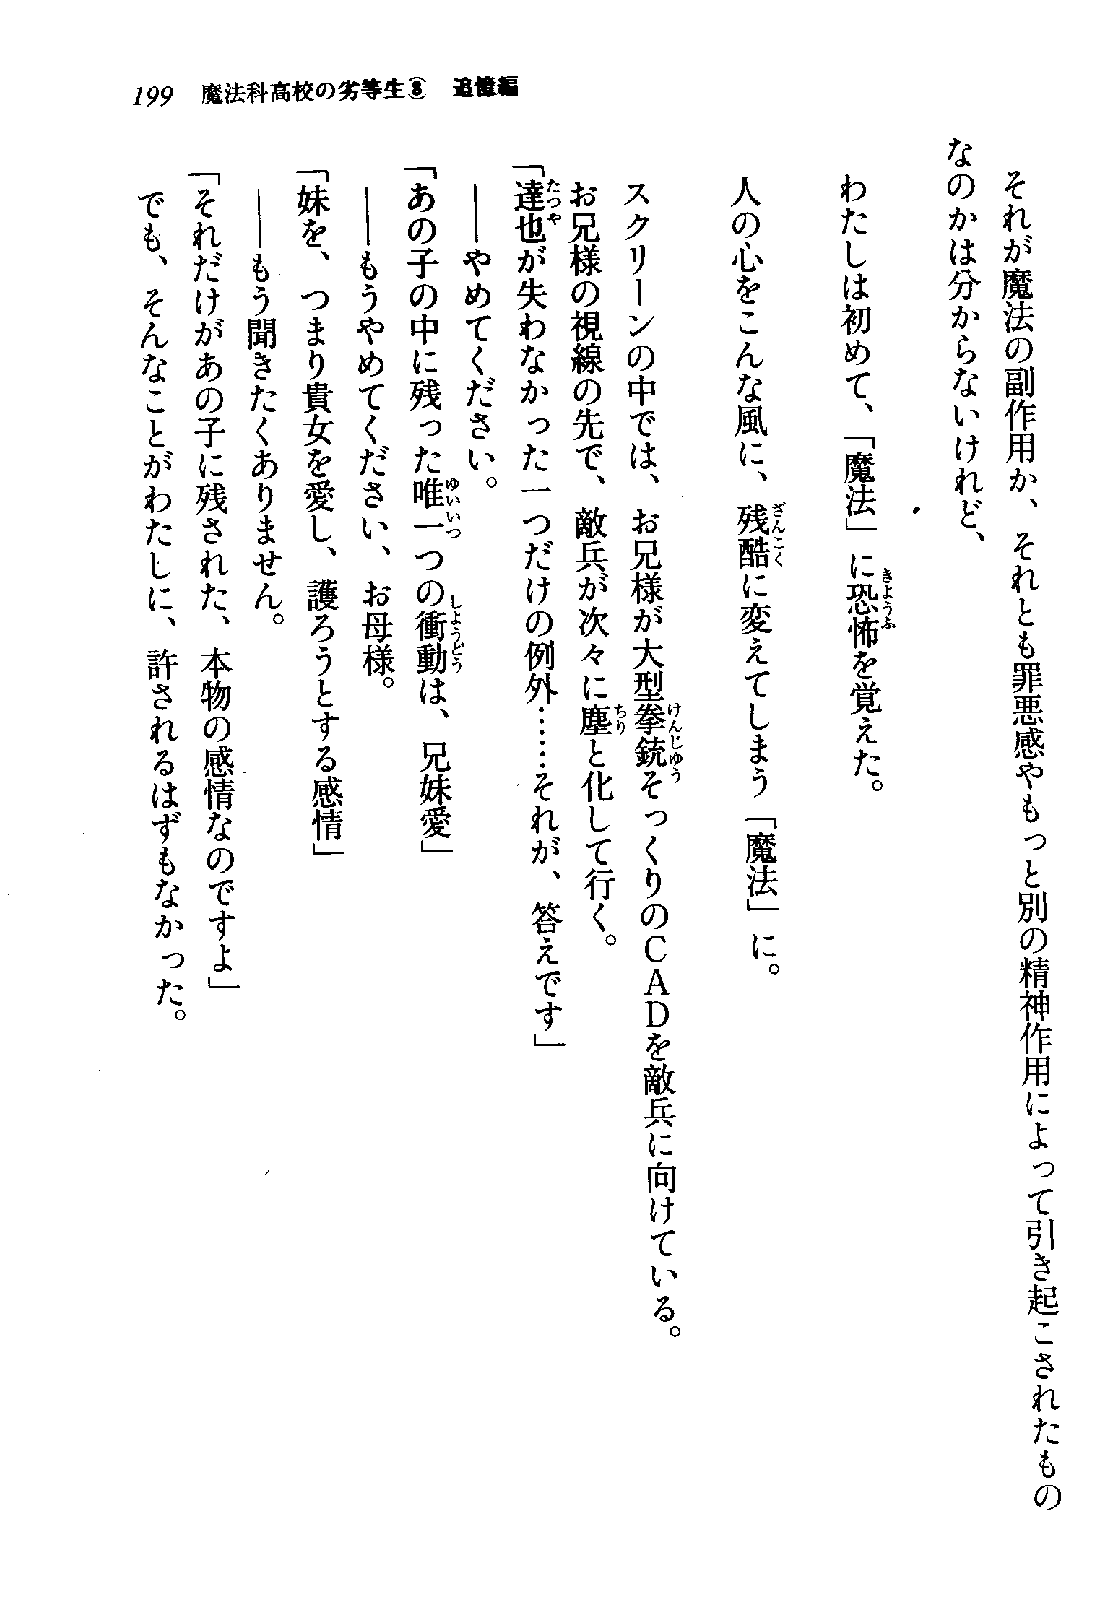 199 魔法科高校の劣等生⑧ 追憶編
それが魔法の副作用か、それとも罪悪感やもっと別の精神作用によって引き起こされたもの
なのかは分からないけれど、
わたしは初めて、「魔法」に恐怖を覚えた。
人の心をこんな風に、残酷に変えてしまう「魔法」に。
スクリーンの中では、お兄様が大型拳銃そっくりのCADを敵兵に向けている。
お兄様の視線の先で、敵兵が次々に塵と化して行く。
「達也が失わなかった一つだけの例外……それが、答えです」
――やめてください。
「あの子の中に残った唯一つの衝動は、兄妹愛」
――もうやめてください、お母様。
「妹を、つまり貴女を愛し、護ろうとする感情」
――もう聞きたくありません。
「それだけがあの子に残された、本物の感情なのですよ」
でも、そんなことがわたしに、許されるはずもなかった。